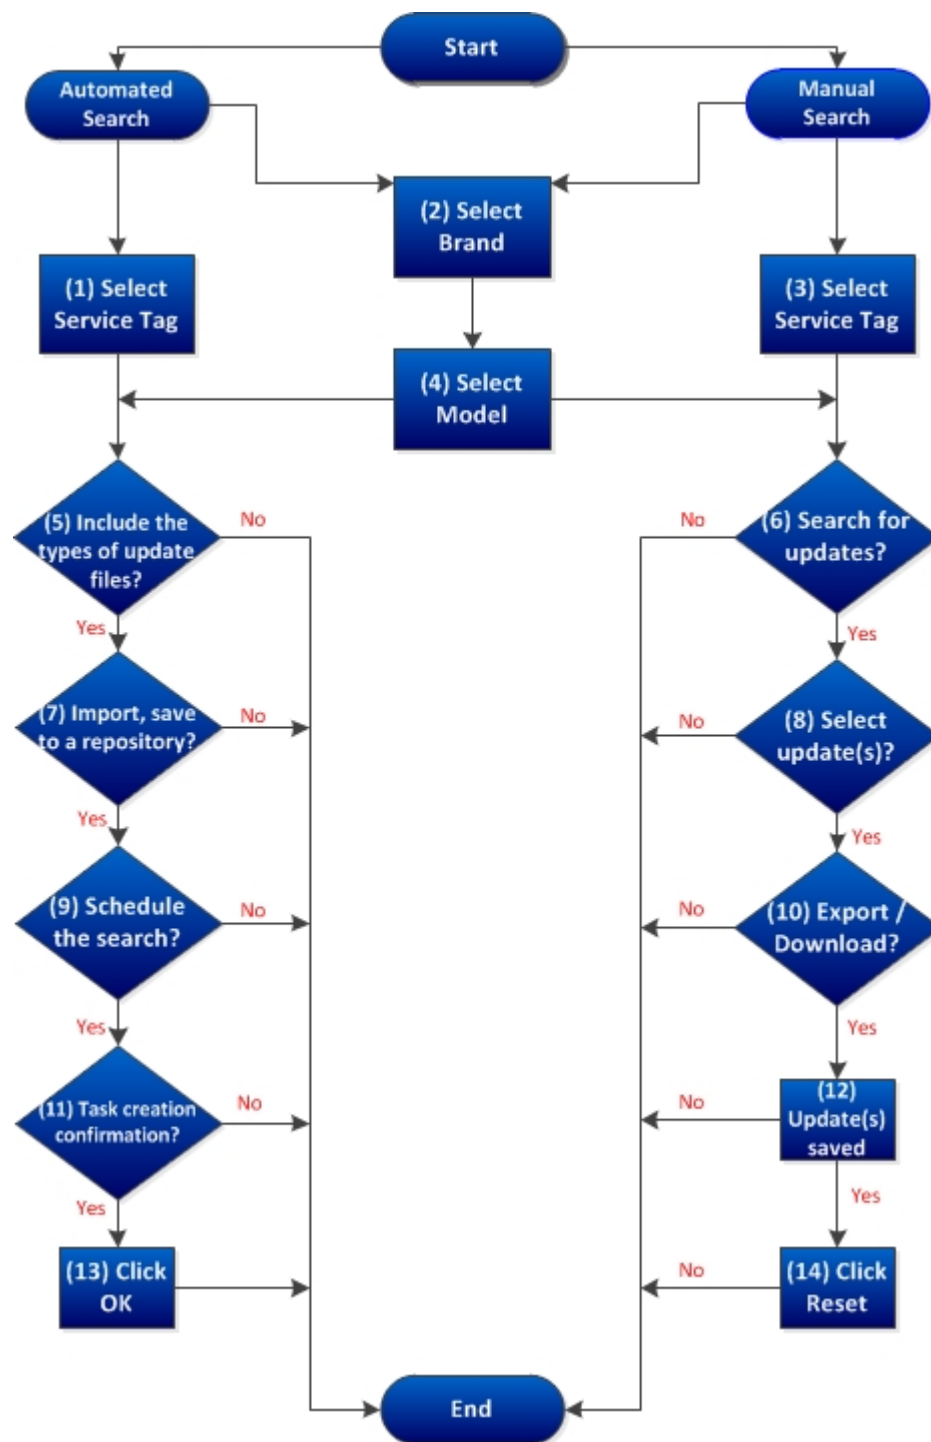 Start
Automated
Search
Manual
Search
(2) Select
Brand
(1) Select
Service Tag
(3) Select
Service Tag
(4) Select
Model
(5) Include the
types of update
files?
No
No
(6) Search for
updates?
Yes
Yes
(7) Import, save
to a repository?
No
No
(8) Select
update(s)?
Yes
Yes
(9) Schedule
the search?
No
No
(10) Export /
Download?
Yes
Yes
(11) Task creation
confirmation?
No
No
(12)
Update(s)
saved
Yes
Yes
(13) Click
OK
No
(14) Click
Reset
End